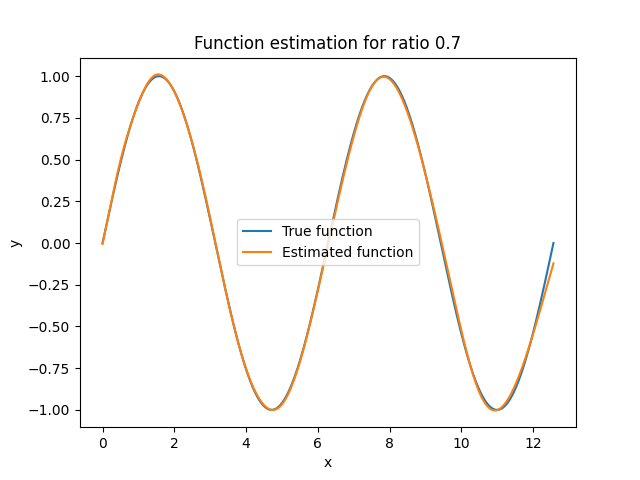 Function estimation for ratio 0.7
1.00
0.75
0.50
0.25
0.00
−0.25
−0.50
−0.75
−1.00
y
True function
Estimated function
0 2 4 6 8 10 12
x